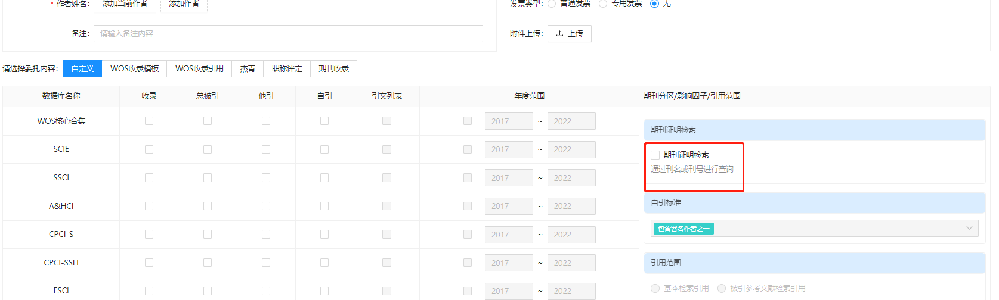 * 作者姓名: 添加当前作者 添加作者
发票类型: 普通发票 专用发票 无
备注: 请输入备注内容
附件上传: 上传
请选择委托内容: 自定义 WOS收录模板 WOS收录引用 杰青 职称评定 期刊收录
数据库名称 收录 总被引 他引 自引 引文列表 年度范围 期刊分区/影响因子/引用范围
WOS核心合集 2017 ~ 2022
SCIE 2017 ~ 2022
SSCI 2017 ~ 2022
A&HCI 2017 ~ 2022
CPCI-S 2017 ~ 2022
CPCI-SSH 2017 ~ 2022
ESCI 2017 ~ 2022
期刊证明检索
期刊证明检索
通过刊名或刊号进行查询
自引标准
包含署名作者之一
引用范围
基本检索引用 被引参考文献检索引用